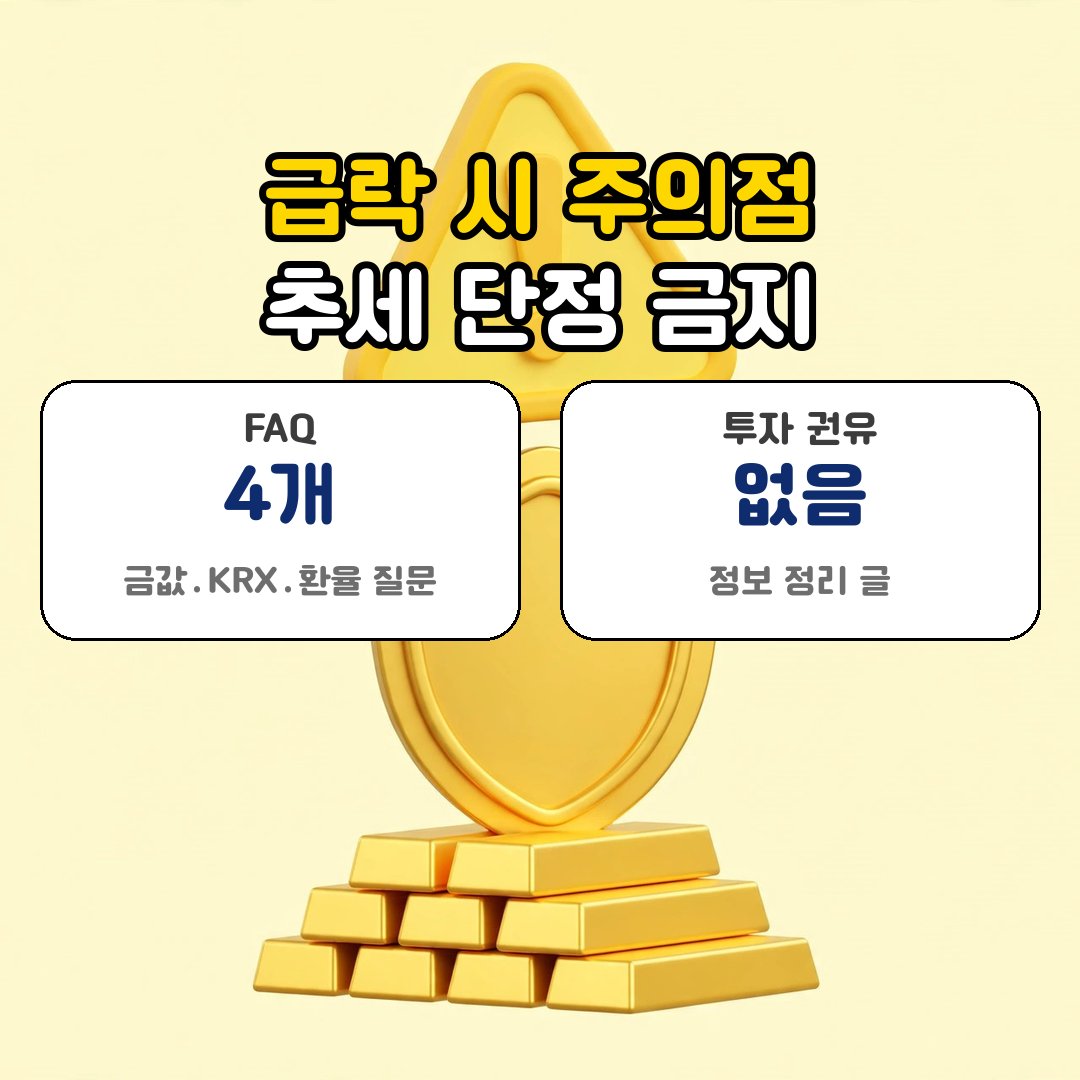 급락 시 주의점
추세 단정 금지
FAQ
4개
금값.KRX.환율 질문
투자 권유
없음
정보 정리 글